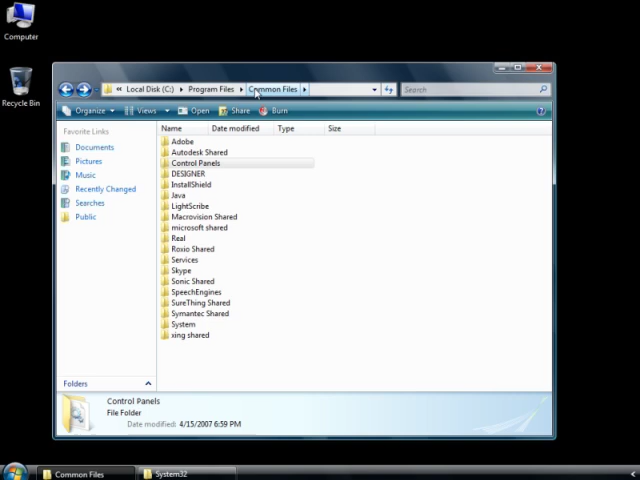 Computer
Recycle Bin
« Local Disk (C:) Program Files Common Files
Search
Organize Views Open Share Burn
Favorite Links
Documents
Pictures
Music
Recently Changed
Searches
Public
Folders
Name Date modified Type Size
Adobe
Autodesk Shared
Control Panels
DESIGNER
InstallShield
Java
LightScribe
Macrovision Shared
microsoft shared
Real
Roxio Shared
Services
Skype
Sonic Shared
SpeechEngines
SureThing Shared
Symantec Shared
System
xing shared
Control Panels
File Folder
Date modified: 4/15/2007 6:59 PM
Common Files
System32